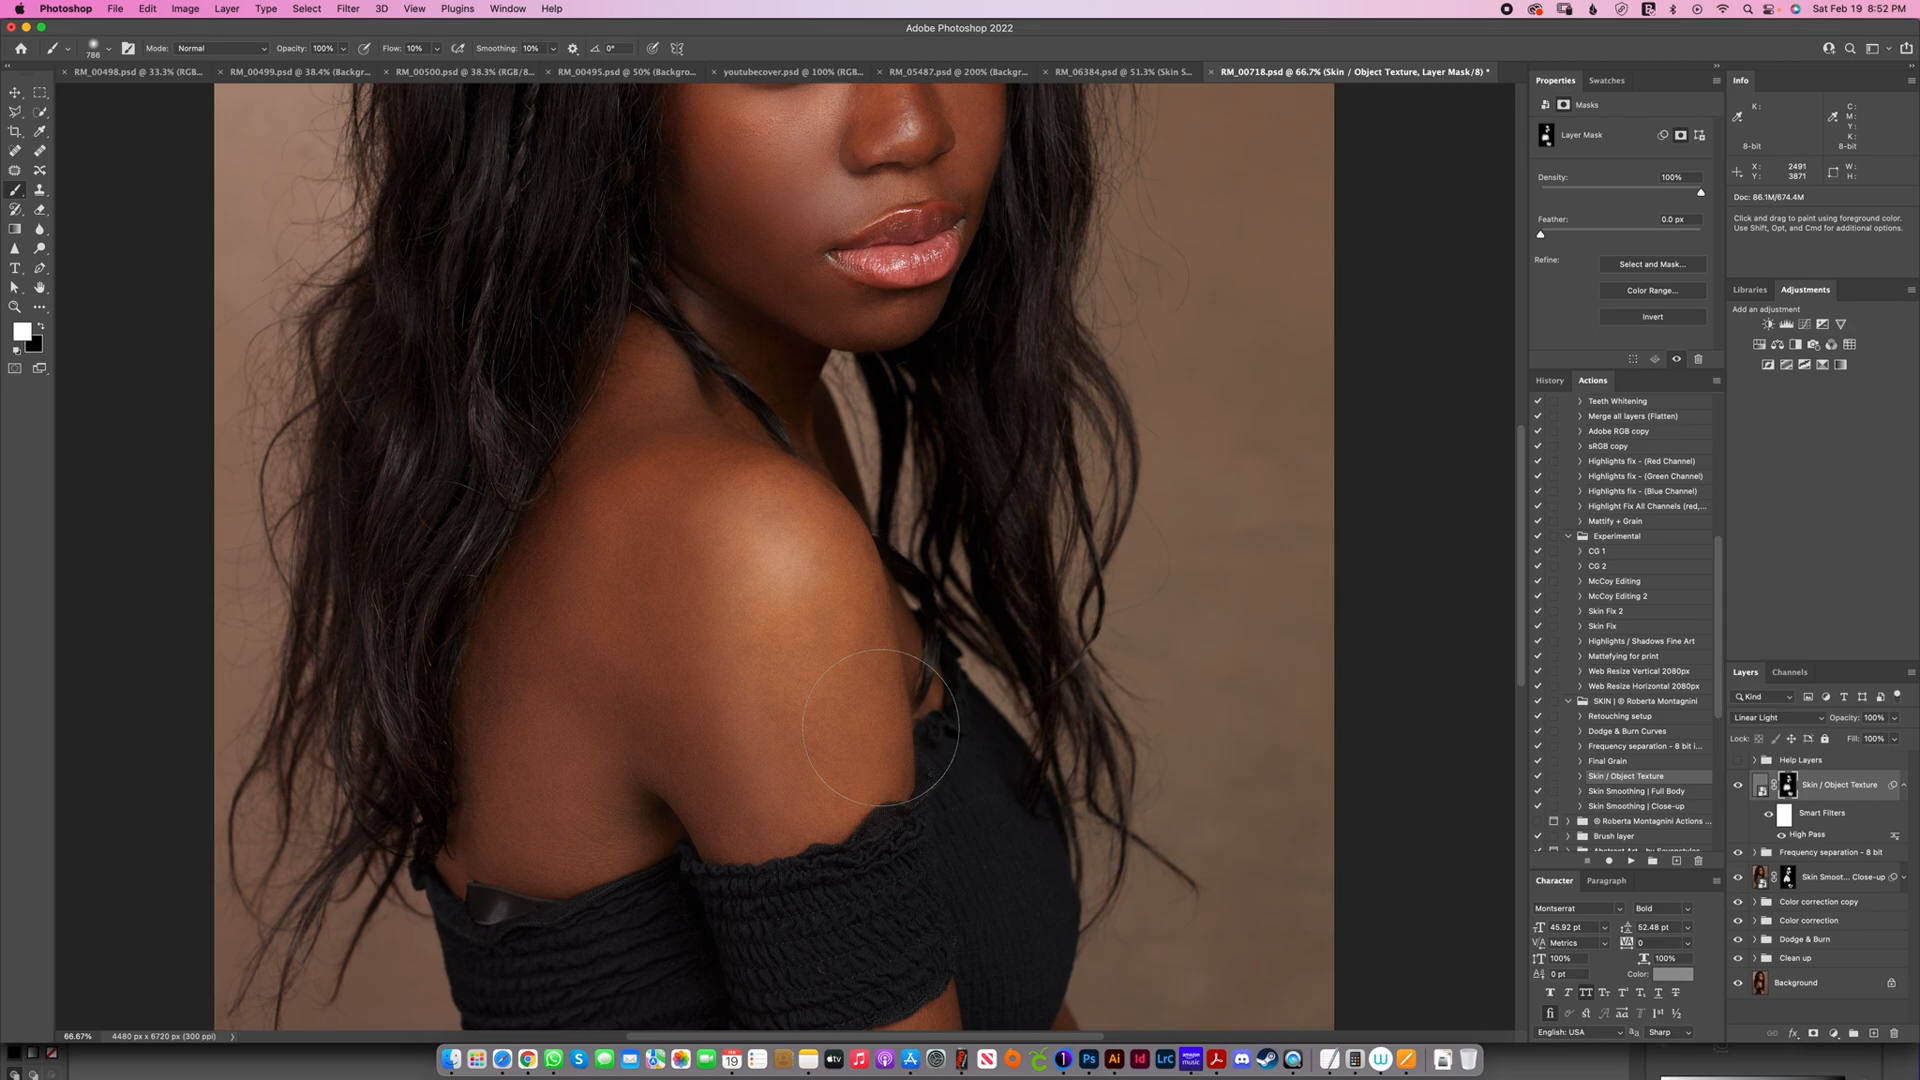 Photoshop File Edit Image Layer Type Select Filter 3D View Plugins Window Help Sat Feb 19 8:52 PM
Adobe Photoshop 2022
786 Mode: Normal Opacity: 100% Flow: 10% Smoothing: 10% 0°
RM_00498.psd @ 33.3% (RGB... RM_00499.psd @ 38.4% (Backgr... RM_00500.psd @ 38.3% (RGB/8... RM_00495.psd @ 50% (Backgro... youtubecover.psd @ 100% (RGB... RM_05487.psd @ 200% (Backgr... RM_06384.psd @ 51.3% (Skin S... RM_00718.psd @ 66.7% (Skin / Object Texture, Layer Mask/8) *
Properties Swatches
Masks
Layer Mask
Density: 100%
Feather: 0.0 px
Refine: Select and Mask...
Color Range...
Invert
History Actions
Teeth Whitening
Merge all layers (Flatten)
Adobe RGB copy
sRGB copy
Highlights fix - (Red Channel)
Highlights fix - (Green Channel)
Highlights fix - (Blue Channel)
Highlight Fix All Channels (red,...
Mattify + Grain
Experimental
CG 1
CG 2
McCoy Editing
McCoy Editing 2
Skin Fix 2
Skin Fix
Highlights / Shadows Fine Art
Mattefying for print
Web Resize Vertical 2080px
Web Resize Horizontal 2080px
SKIN | © Roberta Montagnini
Retouching setup
Dodge & Burn Curves
Frequency separation - 8 bit i...
Final Grain
Skin / Object Texture
Skin Smoothing | Full Body
Skin Smoothing | Close-up
© Roberta Montagnini Actions ...
Brush layer
Character Paragraph
Montserrat Bold
45.92 pt 52.48 pt
Metrics 0
100% 100%
0 pt Color:
English: USA Sharp
Info
K: C:
M:
Y:
K:
8-bit 8-bit
X: 2491 W:
Y: 3871 H:
Doc: 86.1M/674.4M
Click and drag to paint using foreground color.
Use Shift, Opt, and Cmd for additional options.
Libraries Adjustments
Add an adjustment
Layers Channels
Kind
Linear Light Opacity: 100%
Lock: Fill: 100%
Help Layers
Skin / Object Texture
Smart Filters
High Pass
Frequency separation - 8 bit
Skin Smoot... Close-up
Color correction copy
Color correction
Dodge & Burn
Clean up
Background
66.67% 4480 px x 6720 px (300 ppi)